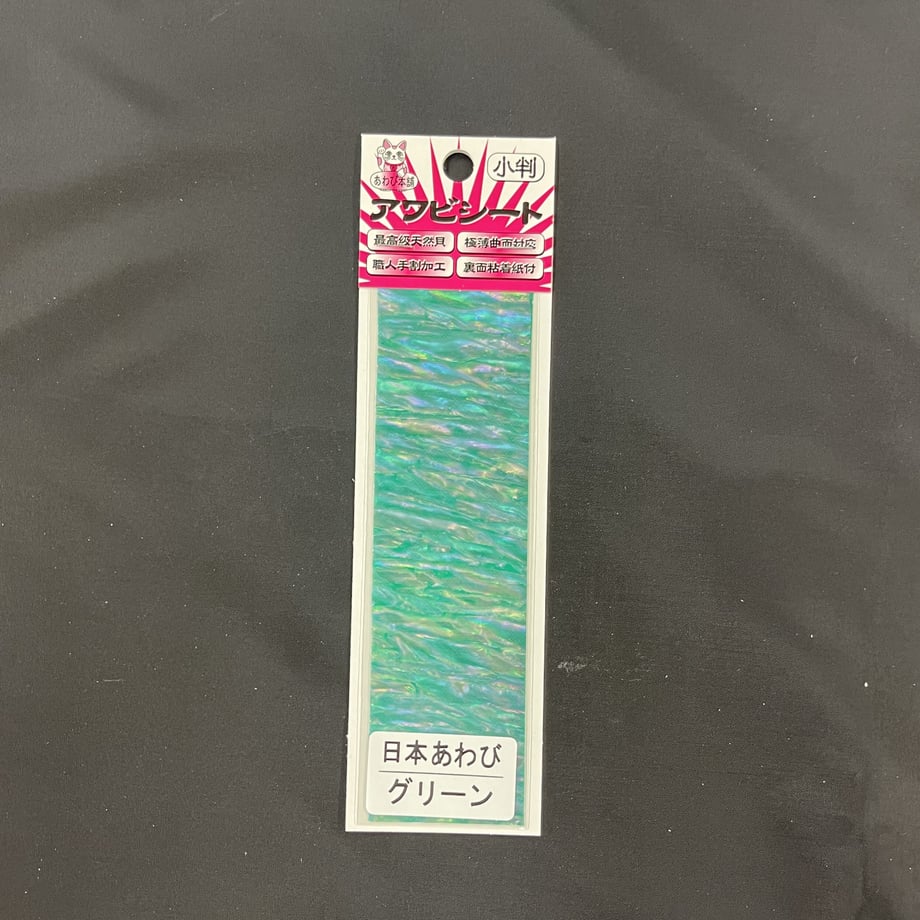 小判
あわび本舗
アワビシート
最高級天然貝 極薄曲面対応
職人手割加工 裏面粘着紙付
日本あわび
グリーン